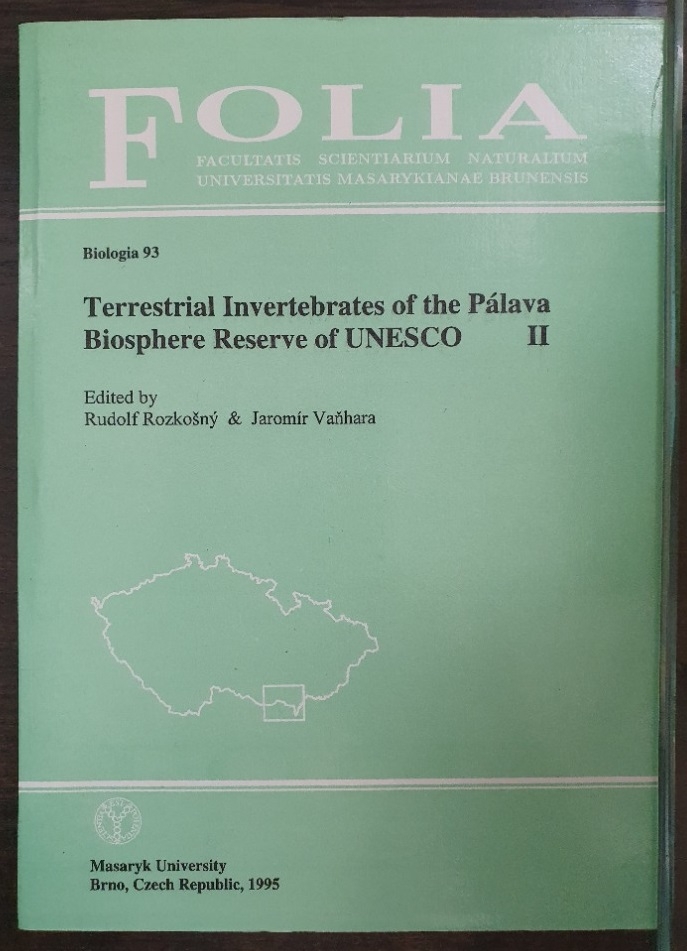 FOLIA
FACULTATIS SCIENTIARIUM NATURALIUM
UNIVERSITATIS MASARYKIANAE BRUNENSIS
Biologia 93
Terrestrial Invertebrates of the Pálava
Biosphere Reserve of UNESCO II
Edited by
Rudolf Rozkošný & Jaromír Vaňhara
Masaryk University
Brno, Czech Republic, 1995